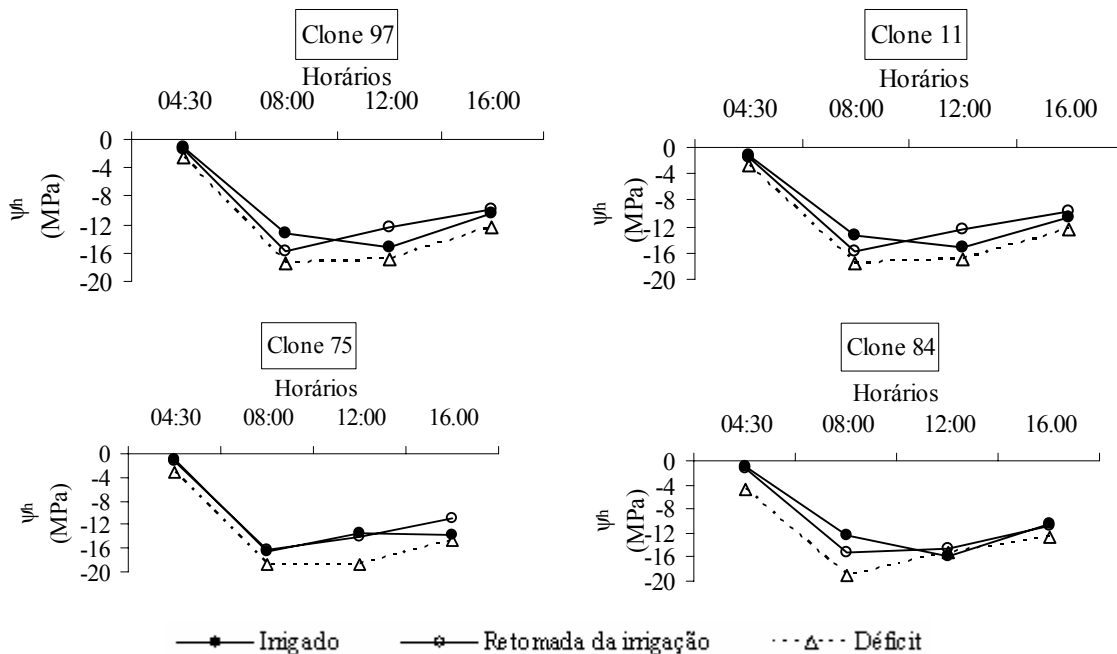 Clone 97
Horários
04:30 08:00 12:00 16:00
0
-4
-8
-12
-16
-20
ψh
(MPa)
Clone 11
Horários
04:30 08:00 12:00 16.00
0
-4
-8
-12
-16
-20
ψh
(MPa)
Clone 75
Horários
04:30 08:00 12:00 16.00
0
-4
-8
-12
-16
-20
ψh
(MPa)
Clone 84
Horários
04:30 08:00 12:00 16.00
0
-4
-8
-12
-16
-20
ψh
(MPa)
Irrigado Retomada da irrigação Déficit